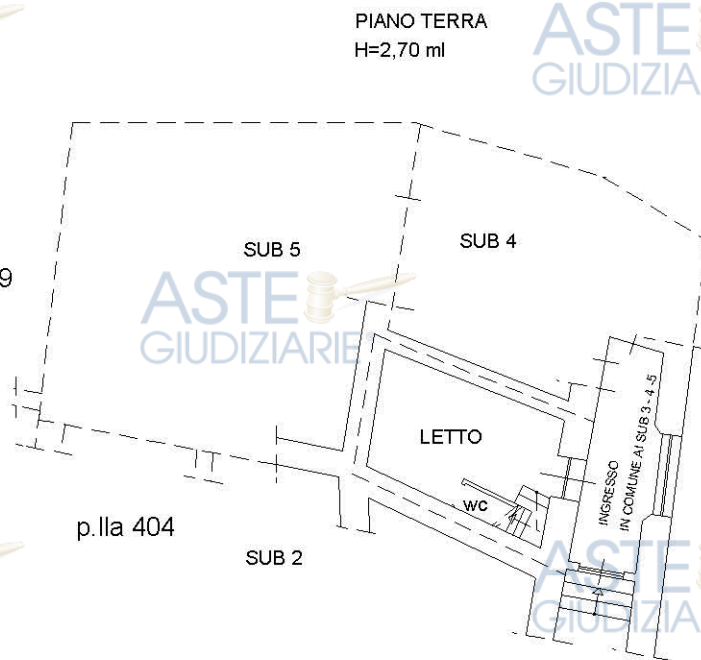 PIANO TERRA
H=2,70 ml
ASTE
GIUDIZIA
SUB 5
SUB 4
9
ASTE
GIUDIZIARIE
LETTO
INGRESSO
IN COMUNE AI SUB 3 - 4 -5
WC
p.lla 404
SUB 2
ASTE
GIUDIZIA